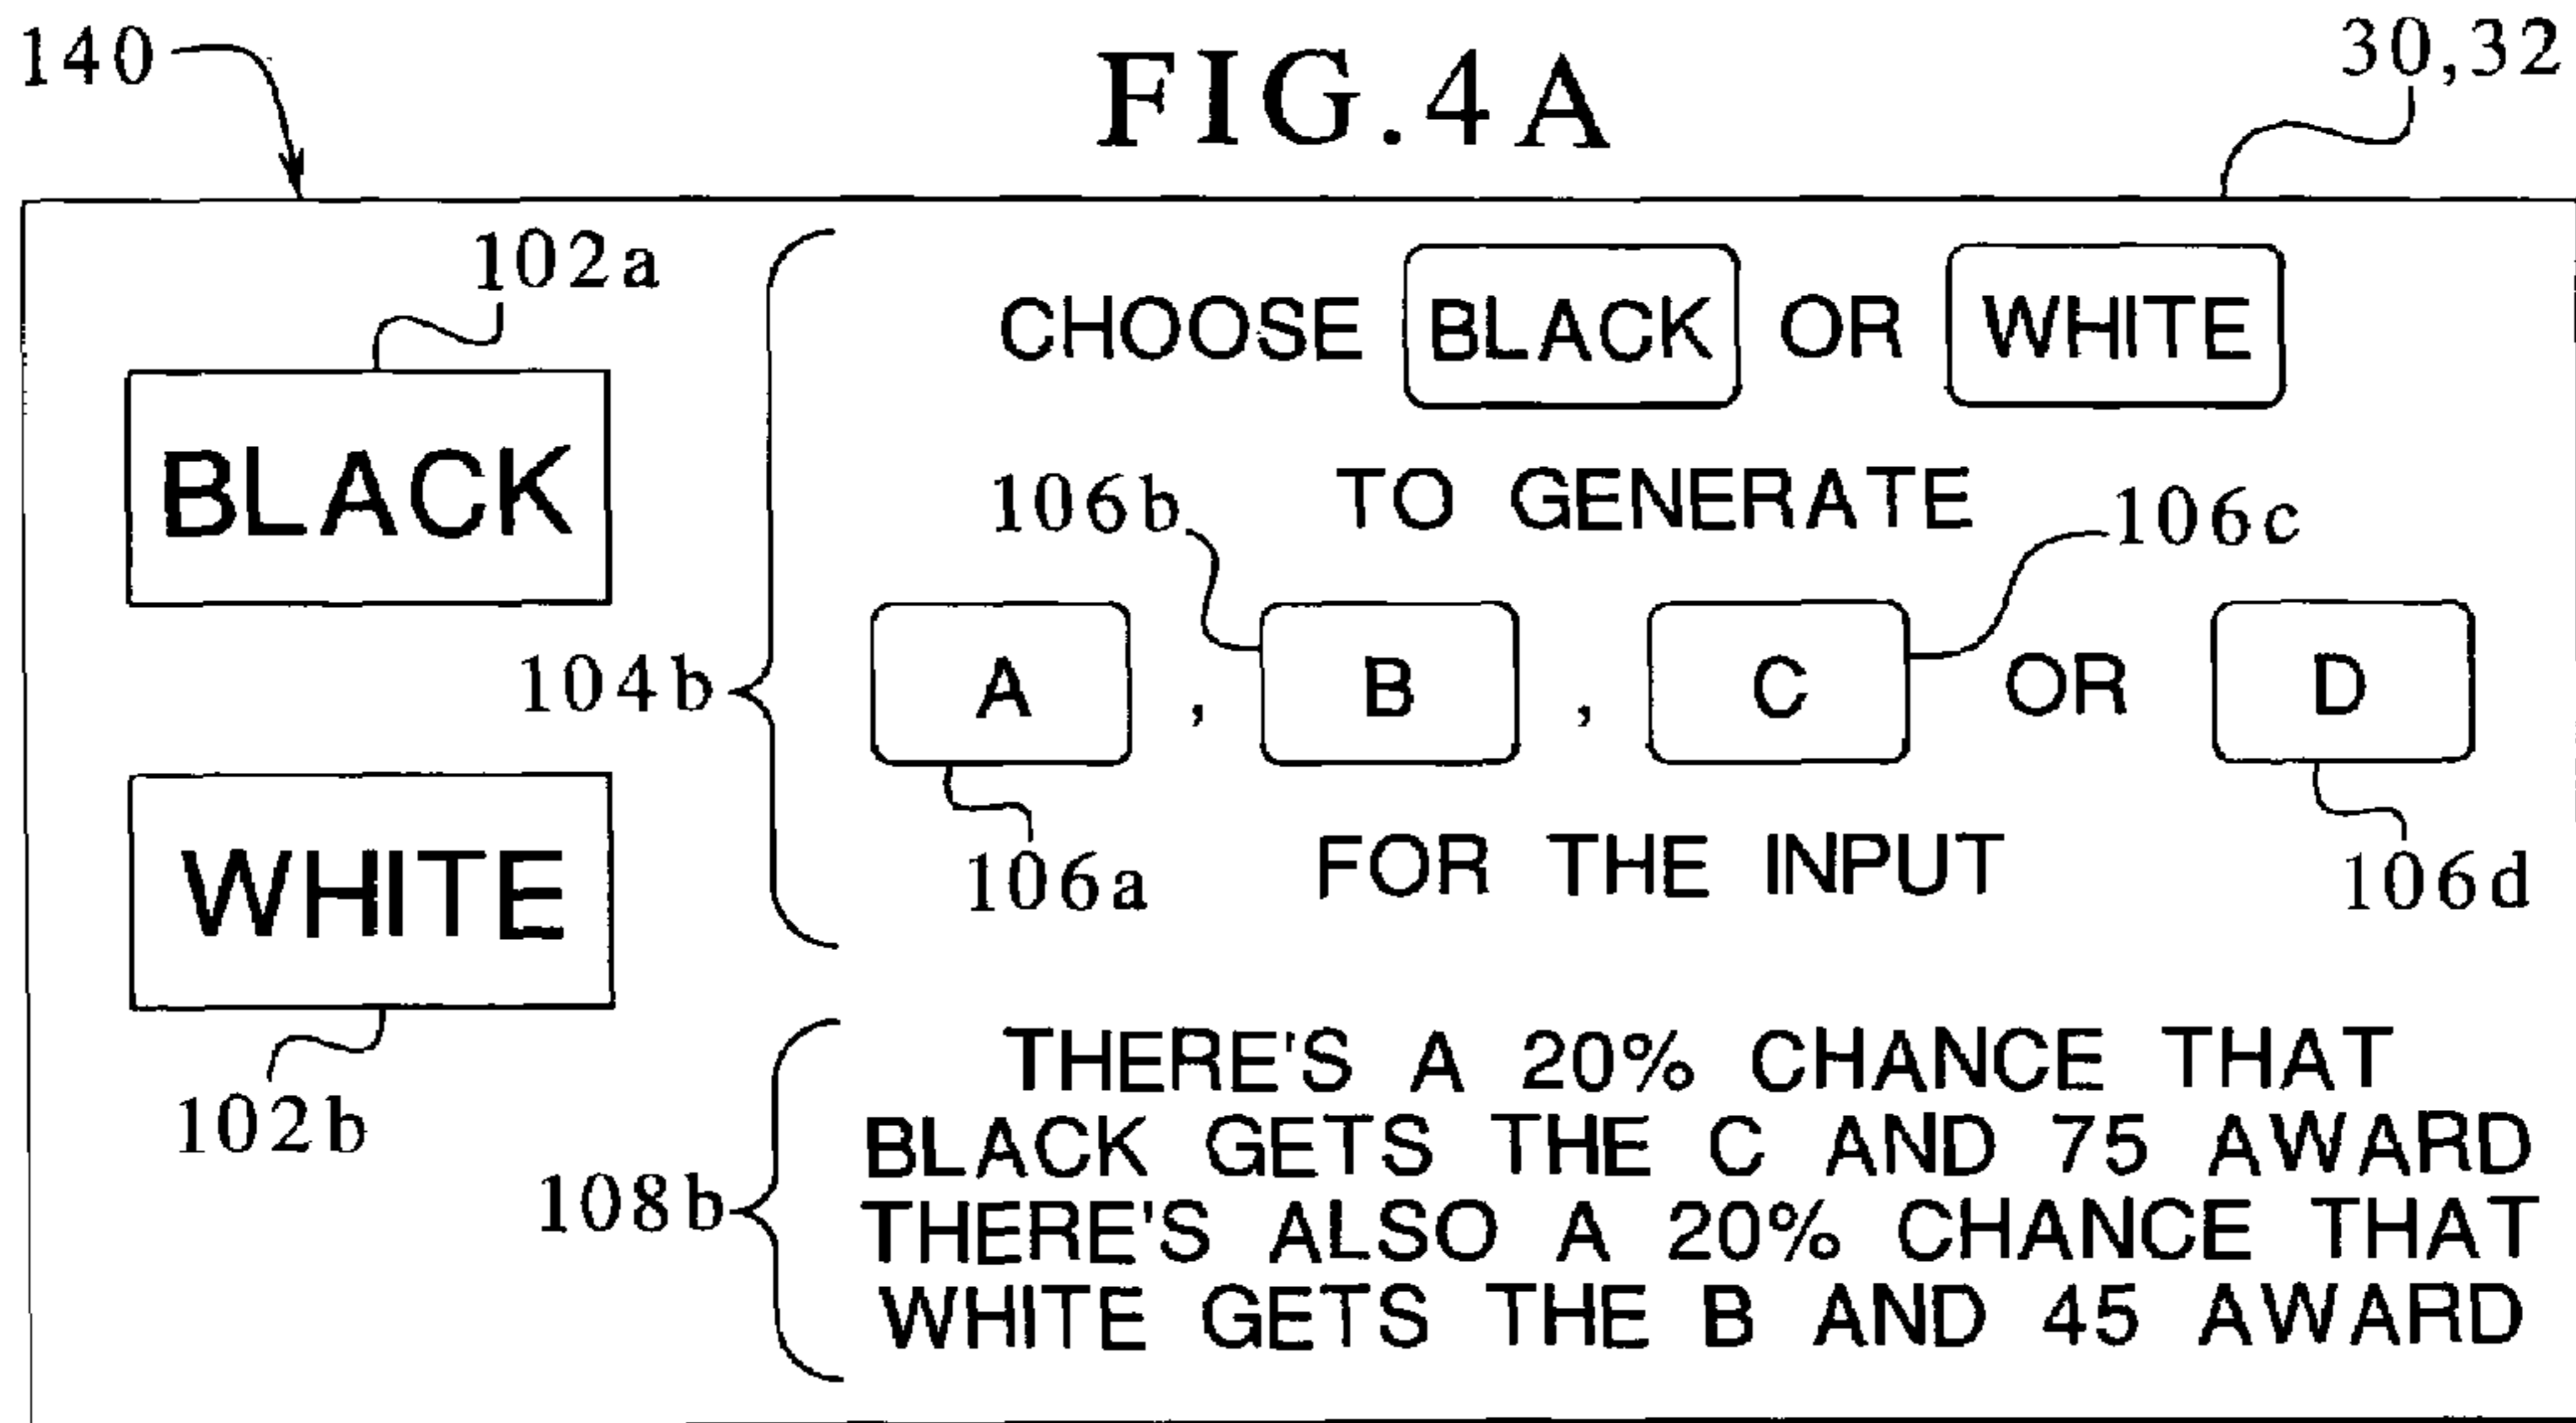 140
FIG.4A
30,32
102a
CHOOSE BLACK OR WHITE
BLACK
106b
TO GENERATE
106c
104b
A , B , C OR D
WHITE
106a
FOR THE INPUT
106d
102b
108b
THERE'S A 20% CHANCE THAT
BLACK GETS THE C AND 75 AWARD
THERE'S ALSO A 20% CHANCE THAT
WHITE GETS THE B AND 45 AWARD